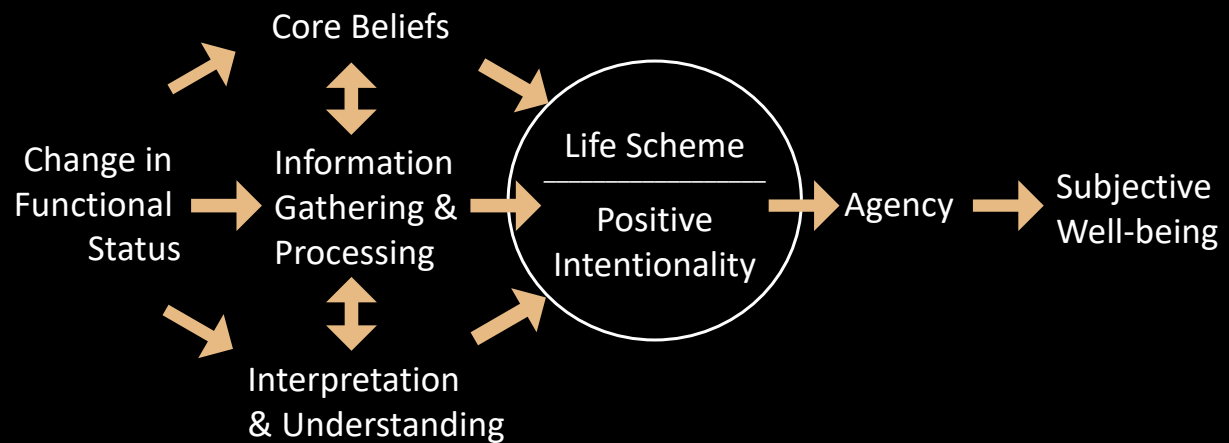 Core Beliefs
Change in
Functional
Status
Information
Gathering &
Processing
Interpretation
& Understanding
Life Scheme
Positive
Intentionality
Agency
Subjective
Well-being